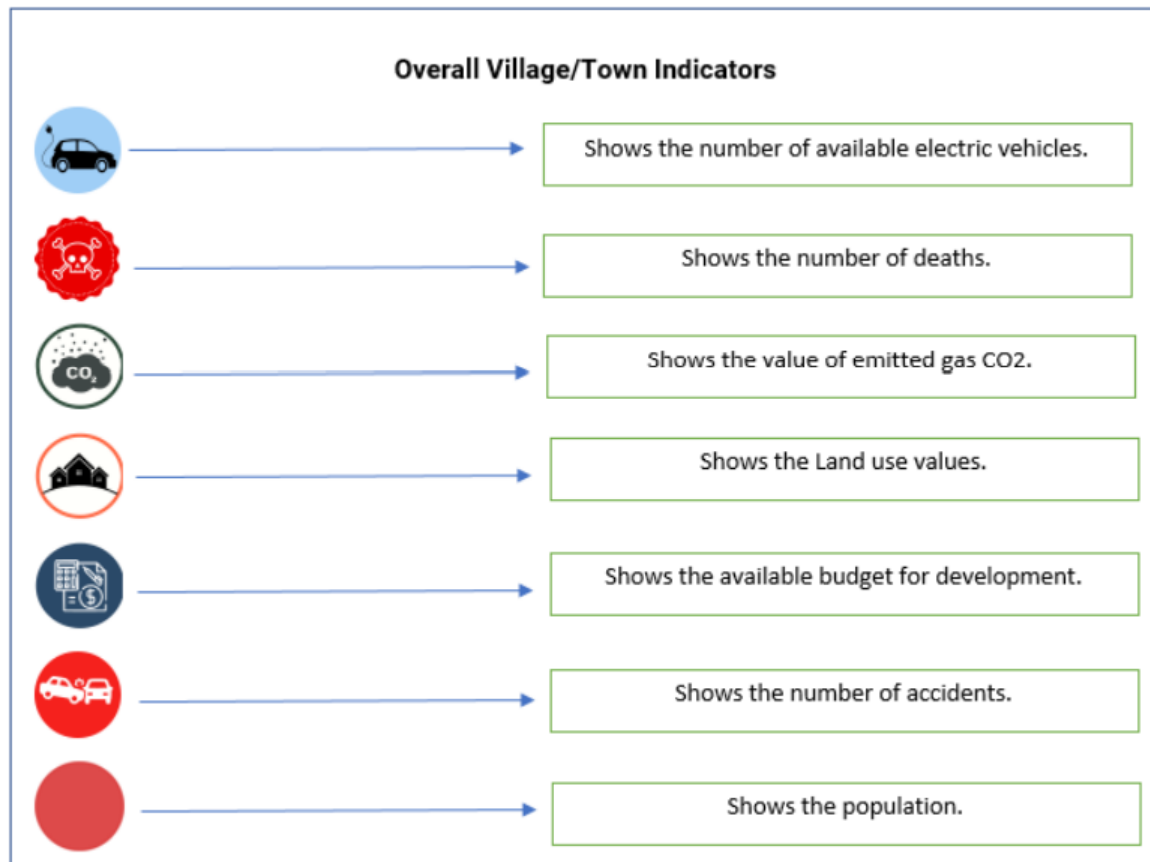 Overall Village/Town Indicators
Shows the number of available electric vehicles.
Shows the number of deaths.
CO2
Shows the value of emitted gas CO2.
Shows the Land use values.
= $
Shows the available budget for development.
Shows the number of accidents.
Shows the population.